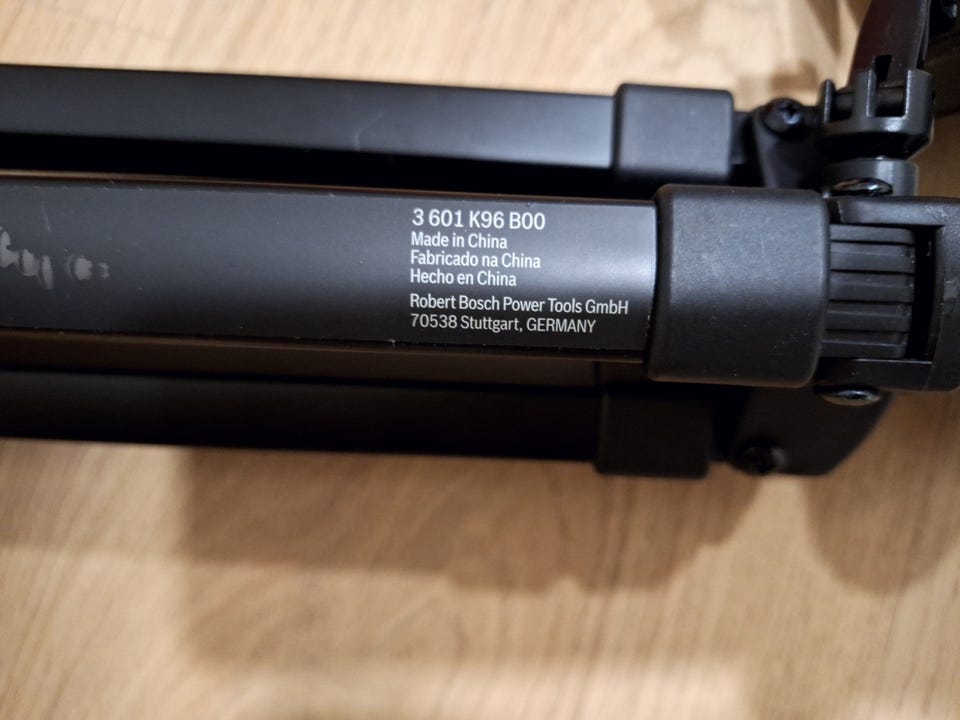 3 601 K96 B00
Made in China
Fabricado na China
Hecho en China
Robert Bosch Power Tools GmbH
70538 Stuttgart, GERMANY